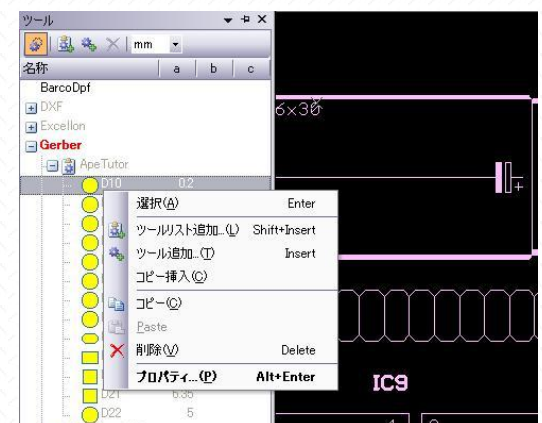 ツール
mm
名称 a b c
BarcoDpf
DXF
Excellon
Gerber
ApeTutor
D10 0.2
選択(A) Enter
ツールリスト追加...(L) Shift+Insert
ツール追加...(T) Insert
コピー挿入(C)
コピー(C)
Paste
削除(V) Delete
プロパティ...(P) Alt+Enter
D21 6.35
D22 5
6×30
IC9